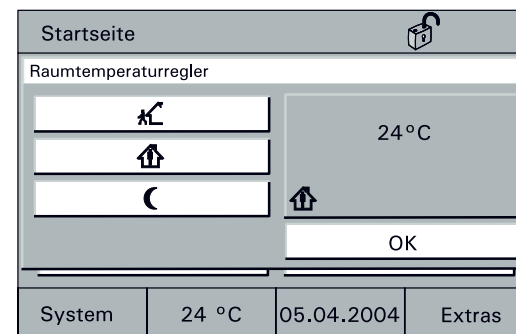 Startseite
Raumtemperaturregler
24°C
OK
System
24 °C
05.04.2004
Extras